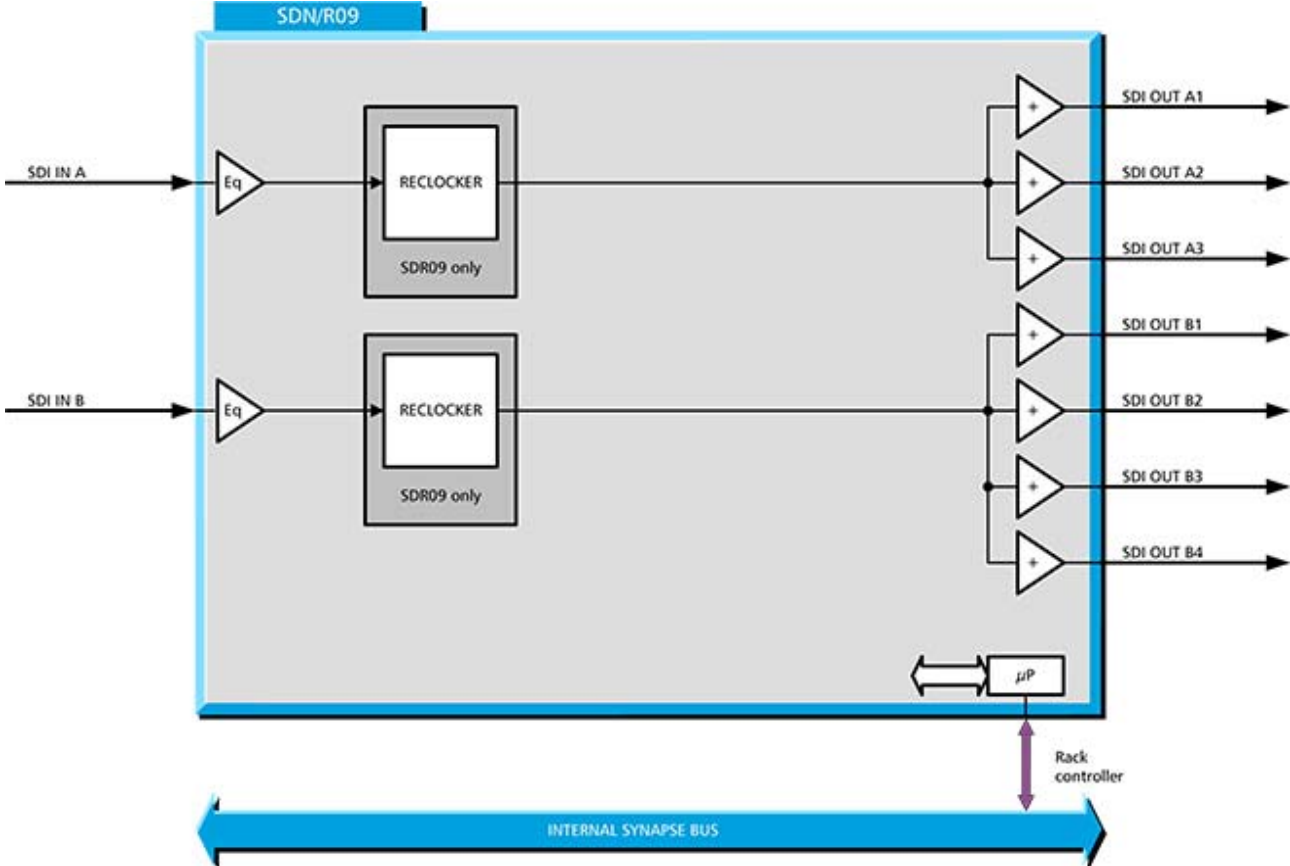 SDN/R09
SDI IN A
Eq
RECLOCKER
SDR09 only
+
SDI OUT A1
+
SDI OUT A2
+
SDI OUT A3
SDI IN B
Eq
RECLOCKER
SDR09 only
+
SDI OUT B1
+
SDI OUT B2
+
SDI OUT B3
+
SDI OUT B4
µP
Rack
controller
INTERNAL SYNAPSE BUS